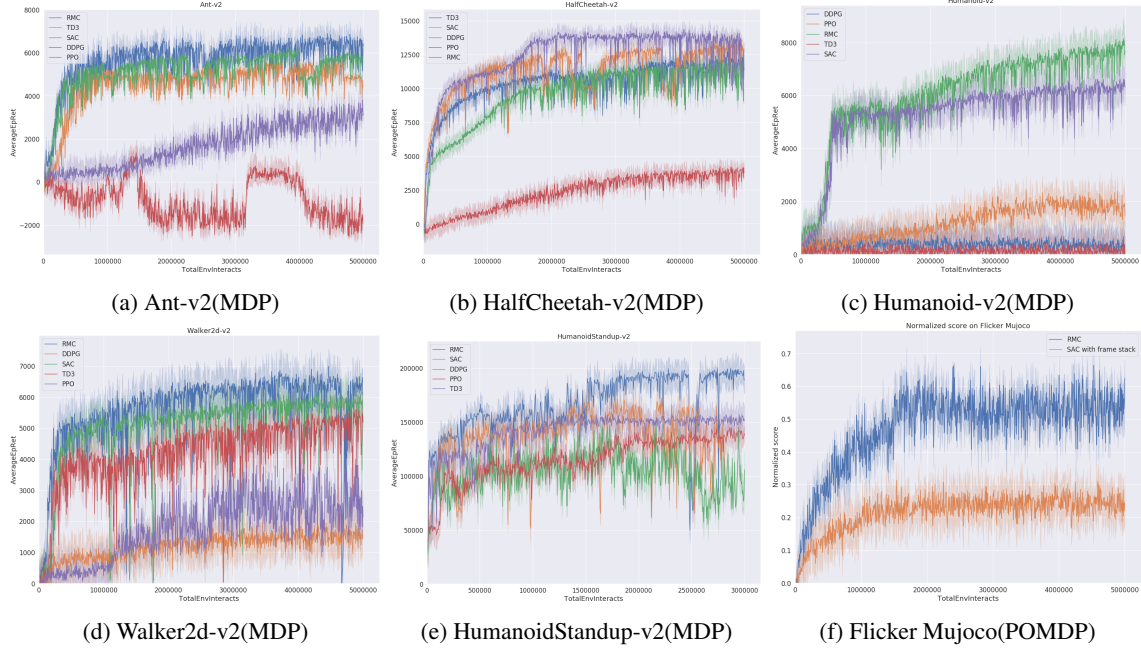 Ant-v2
AverageEpRet
8000
6000
4000
2000
0
−2000
RMC
TD3
SAC
DDPG
PPO
0 1000000 2000000 3000000 4000000 5000000
TotalEnvInteracts
(a) Ant-v2(MDP)
HalfCheetah-v2
AverageEpRet
15000
12500
10000
7500
5000
2500
0
TD3
SAC
DDPG
PPO
RMC
0 1000000 2000000 3000000 4000000 5000000
TotalEnvInteracts
(b) HalfCheetah-v2(MDP)
Humanoid-v2
AverageEpRet
8000
6000
4000
2000
0
DDPG
PPO
RMC
TD3
SAC
0 1000000 2000000 3000000 4000000 5000000
TotalEnvInteracts
(c) Humanoid-v2(MDP)
Walker2d-v2
AverageEpRet
7000
6000
5000
4000
3000
2000
1000
0
RMC
DDPG
SAC
TD3
PPO
0 1000000 2000000 3000000 4000000 5000000
TotalEnvInteracts
(d) Walker2d-v2(MDP)
HumanoidStandup-v2
AverageEpRet
200000
150000
100000
50000
0
RMC
SAC
DDPG
PPO
TD3
0 500000 1000000 1500000 2000000 2500000 3000000
TotalEnvInteracts
(e) HumanoidStandup-v2(MDP)
Normalized score on Flicker Mujoco
Normalized score
0.7
0.6
0.5
0.4
0.3
0.2
0.1
0.0
RMC
SAC with frame stack
0 1000000 2000000 3000000 4000000 5000000
TotalEnvInteracts
(f) Flicker Mujoco(POMDP)